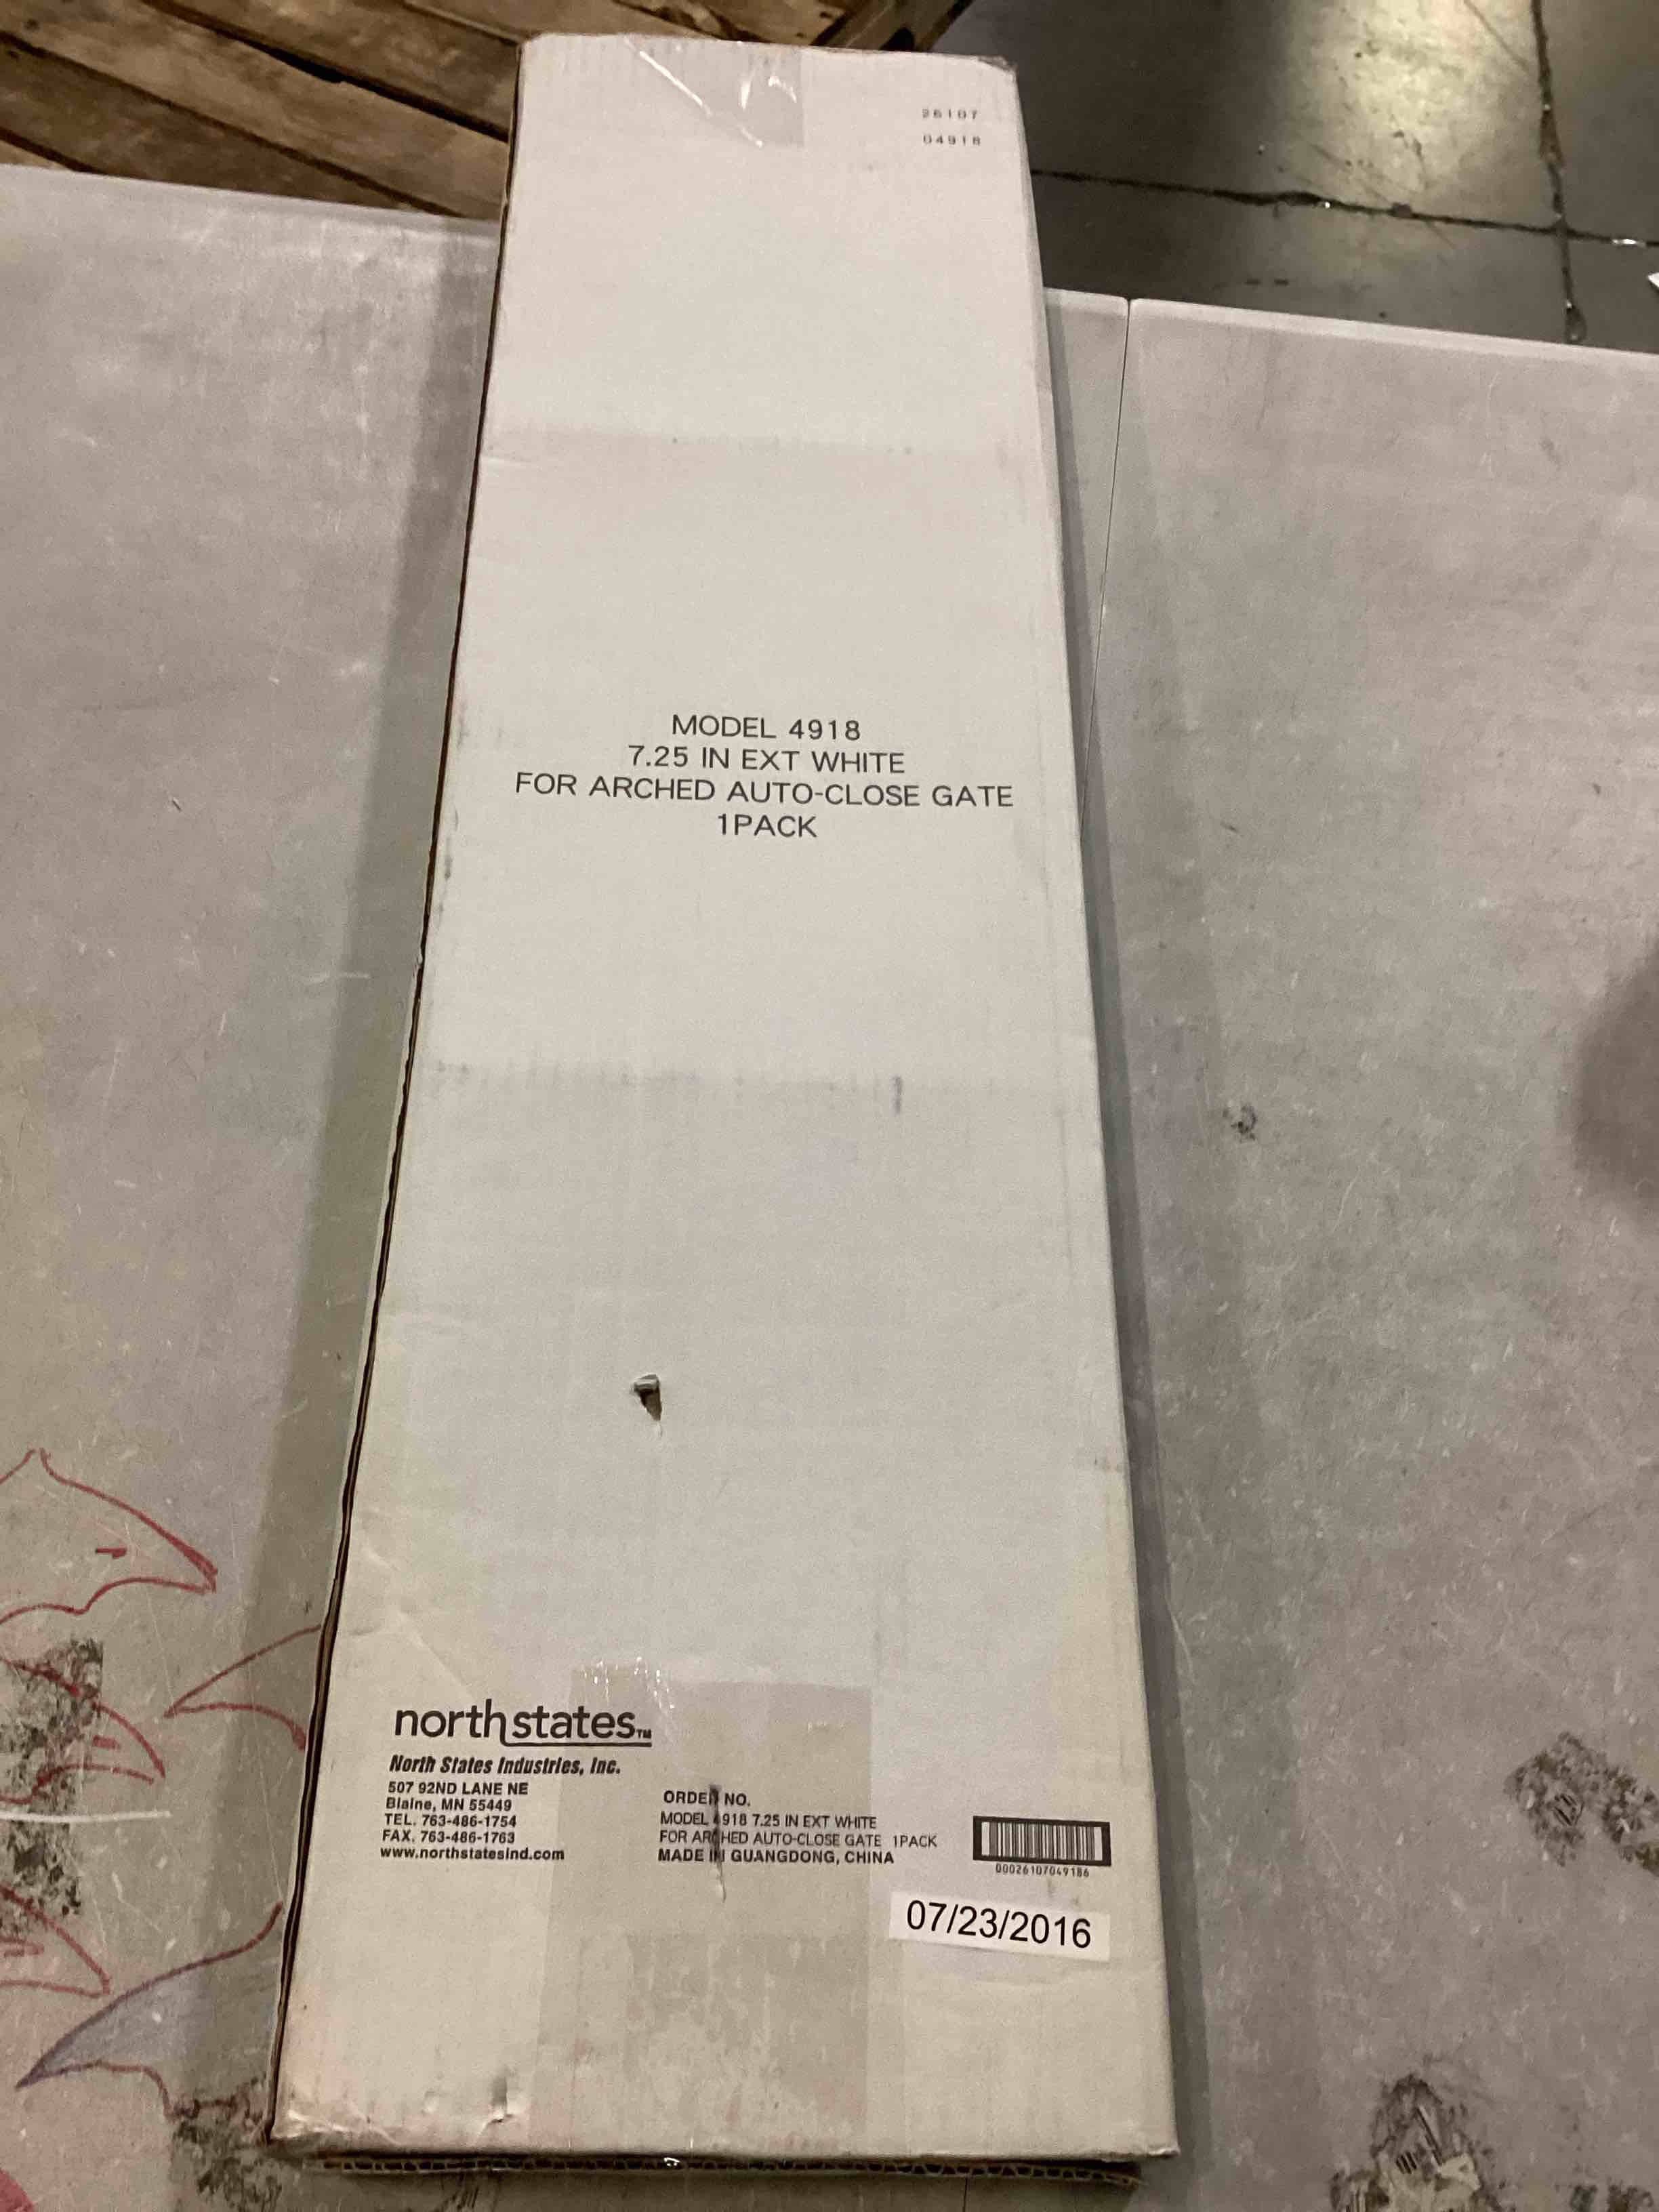 26107
04918
MODEL 4918
7.25 IN EXT WHITE
FOR ARCHED AUTO-CLOSE GATE
1PACK
northstates™
North States Industries, Inc.
507 92ND LANE NE
Blaine, MN 55449
TEL. 763-486-1754
FAX. 763-486-1763
www.northstatesind.com
ORDER NO.
MODEL 4918 7.25 IN EXT WHITE
FOR ARCHED AUTO-CLOSE GATE 1PACK
MADE IN GUANGDONG, CHINA
00026107049186
07/23/2016